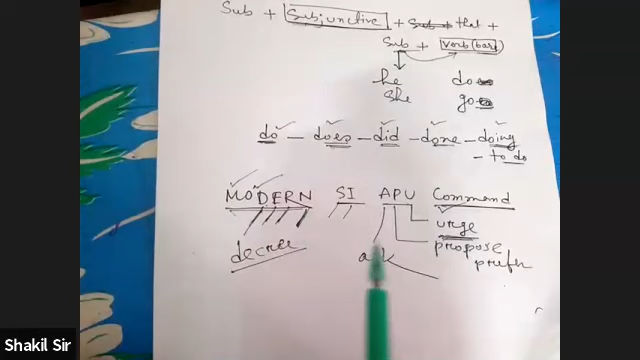 Sub + Subjunctive + Sub + that +
Sub + Verb (bare)
he do
She go
do - does - did - done - doing
- to do
MODERN SI APU Command
urge
decree propose
prefer
Shakil Sir